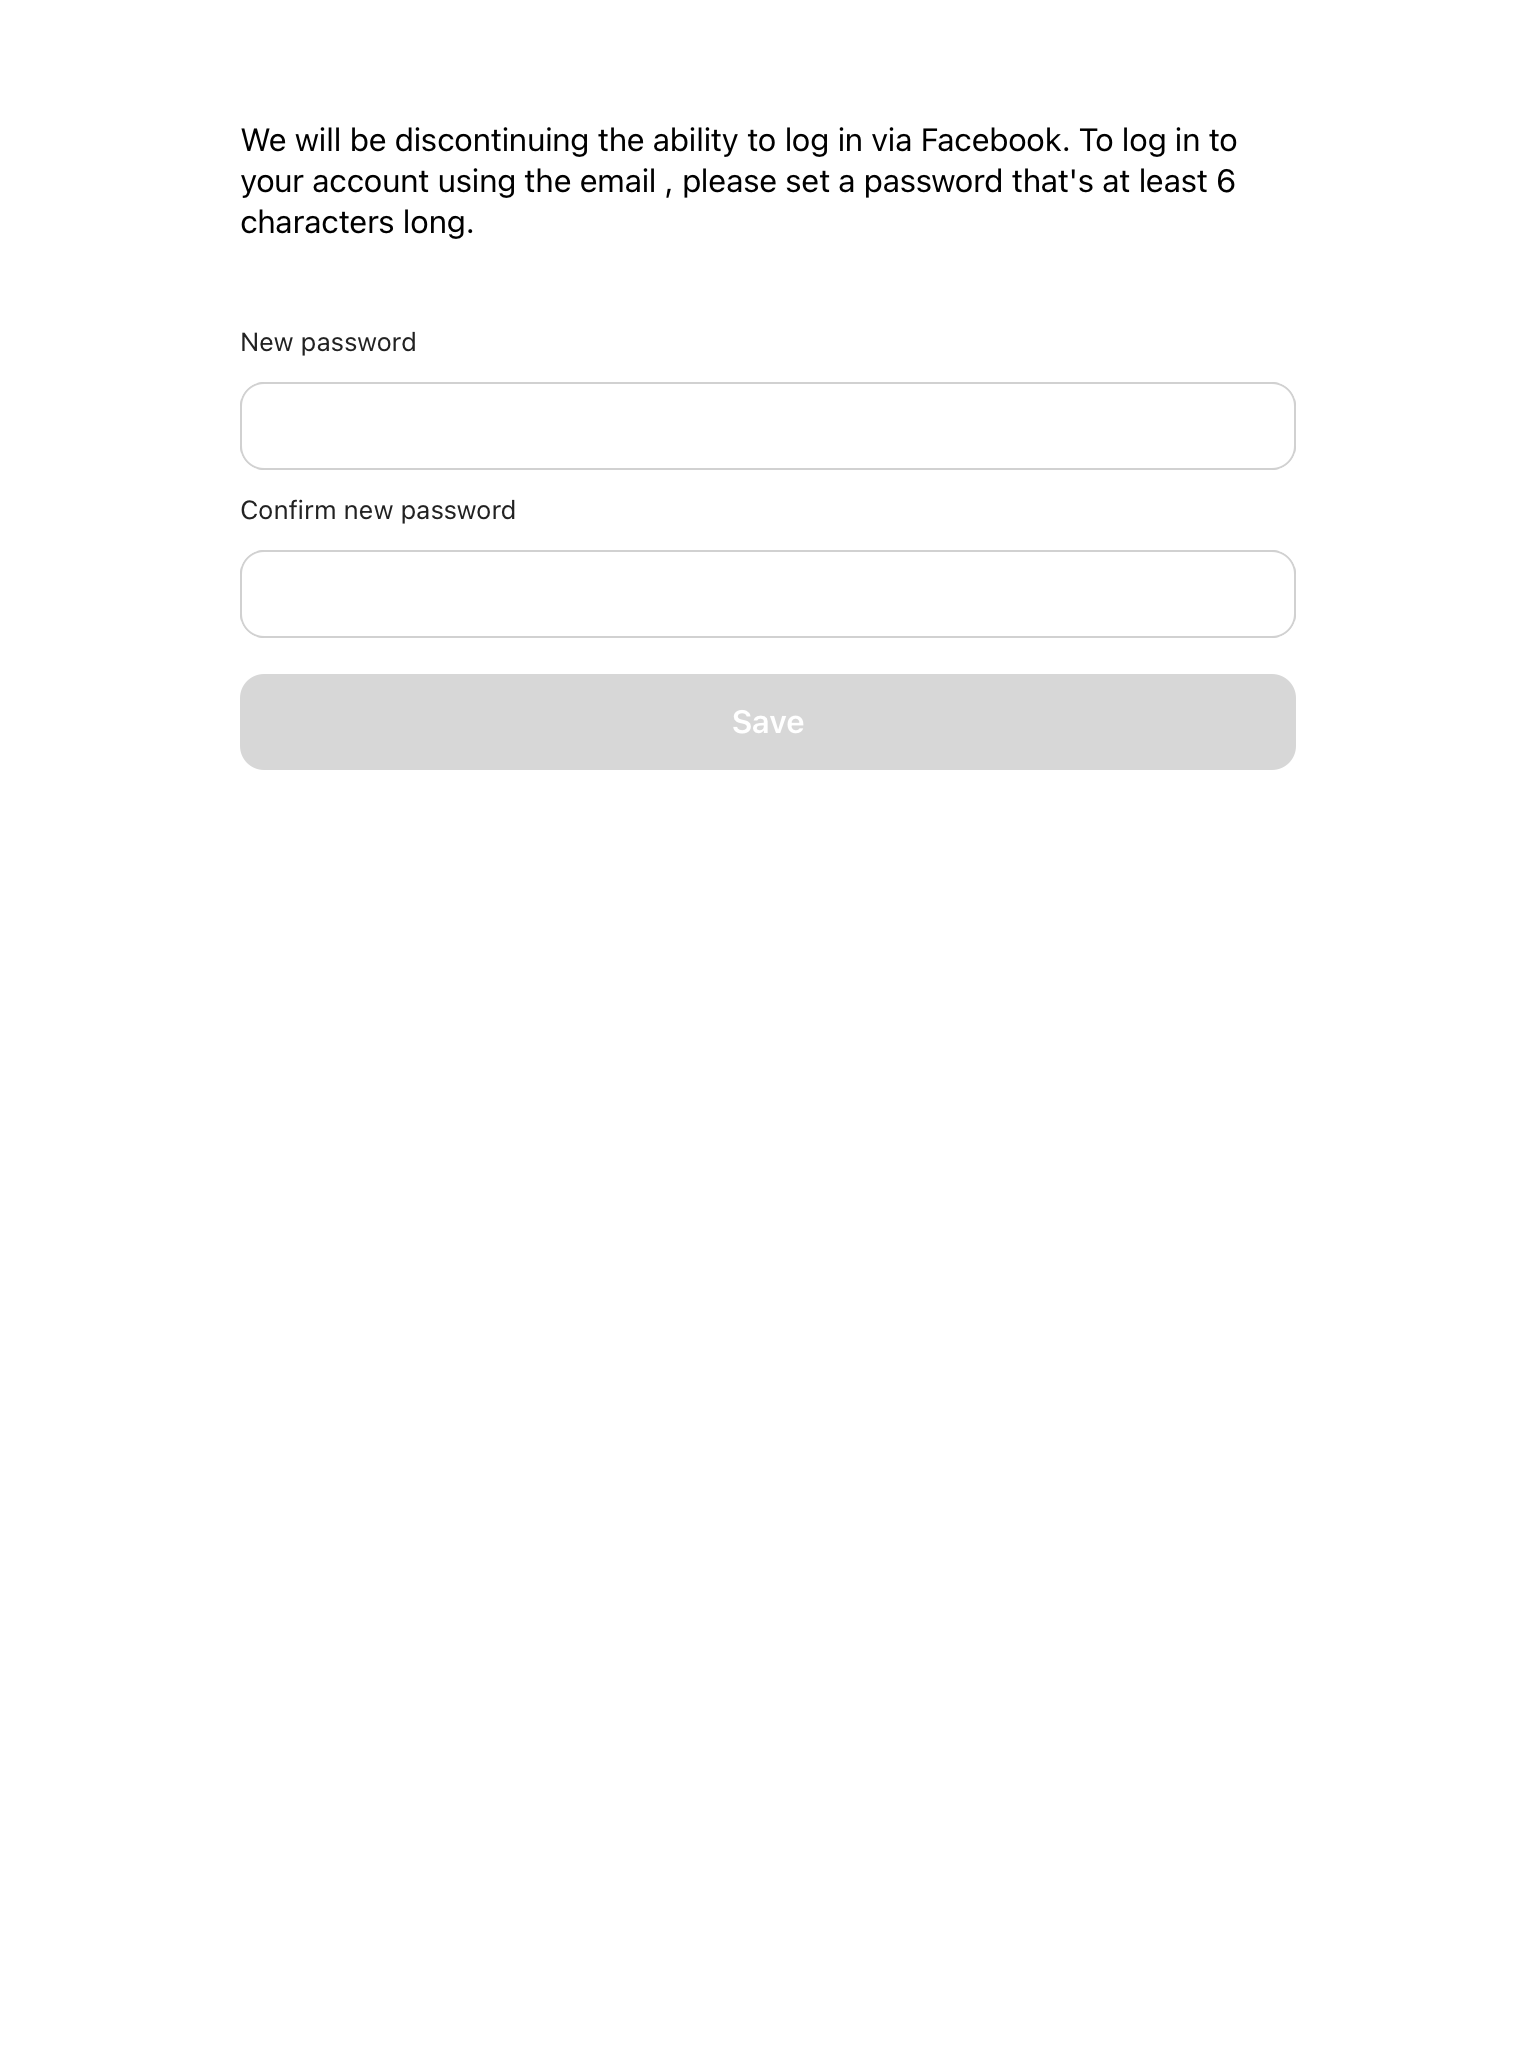 We will be discontinuing the ability to log in via Facebook. To log in to
your account using the email , please set a password that's at least 6
characters long.
New password
Confirm new password
Save